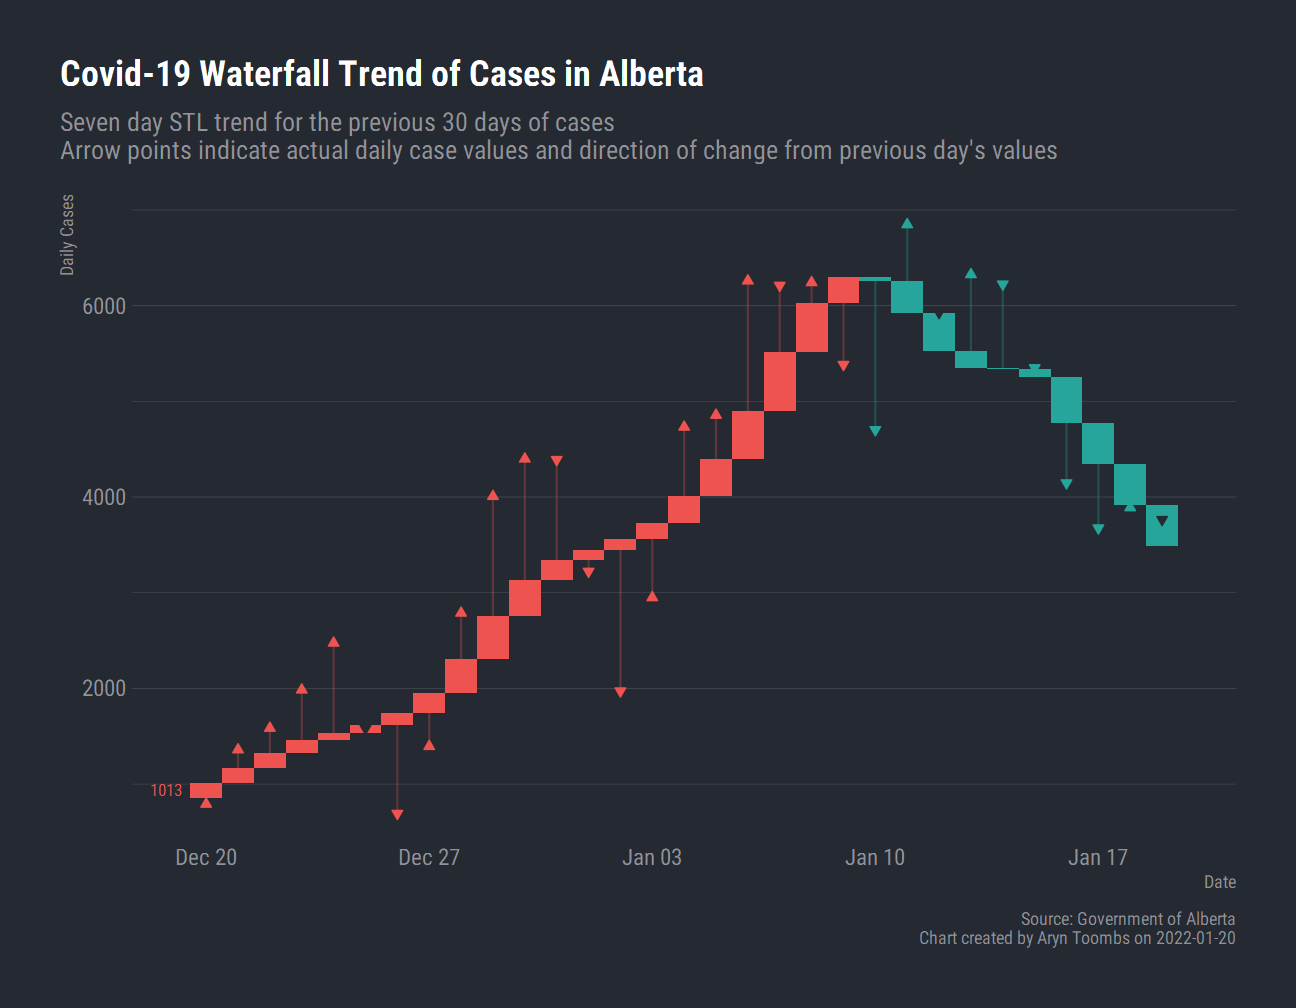 Covid-19 Waterfall Trend of Cases in Alberta
Seven day STL trend for the previous 30 days of cases
Arrow points indicate actual daily case values and direction of change from previous day's values
Daily Cases
6000
4000
2000
1013
Dec 20
Dec 27
Jan 03
Jan 10
Jan 17
Date
Source: Government of Alberta
Chart created by Aryn Toombs on 2022-01-20